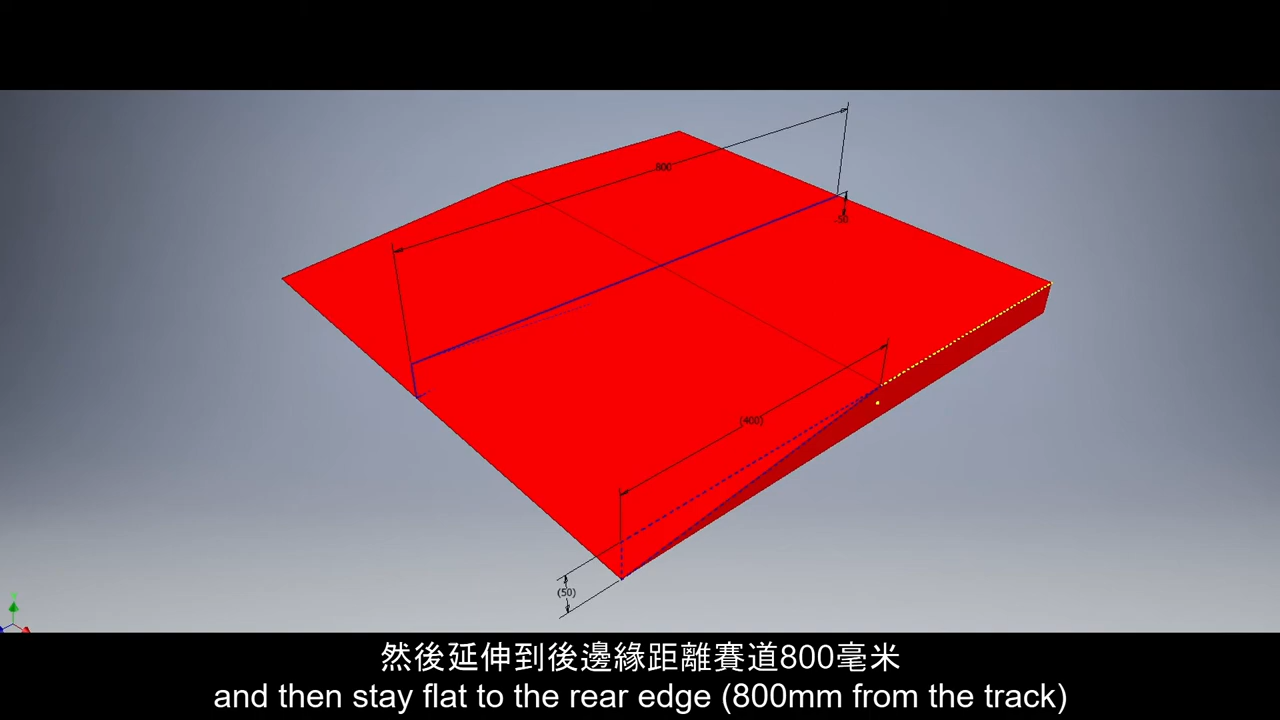 800
50
(400)
(50)
然後延伸到後邊緣距離賽道800毫米
and then stay flat to the rear edge (800mm from the track)